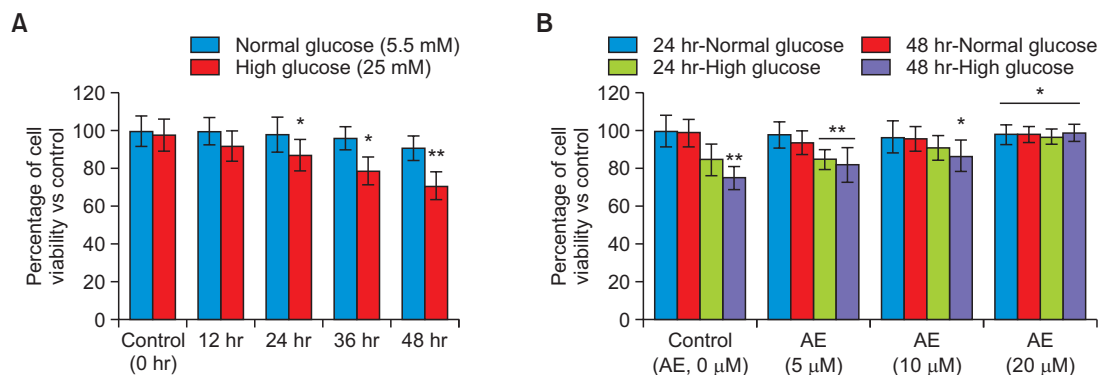 A
Normal glucose (5.5 mM)
High glucose (25 mM)
Percentage of cell
viability vs control
120
100
80
60
40
20
0
* * **
Control
(0 hr)
12 hr
24 hr
36 hr
48 hr
B
24 hr-Normal glucose
48 hr-Normal glucose
24 hr-High glucose
48 hr-High glucose
Percentage of cell
viability vs control
120
100
80
60
40
20
0
** ** * *
Control
(AE, 0 μM)
AE
(5 μM)
AE
(10 μM)
AE
(20 μM)